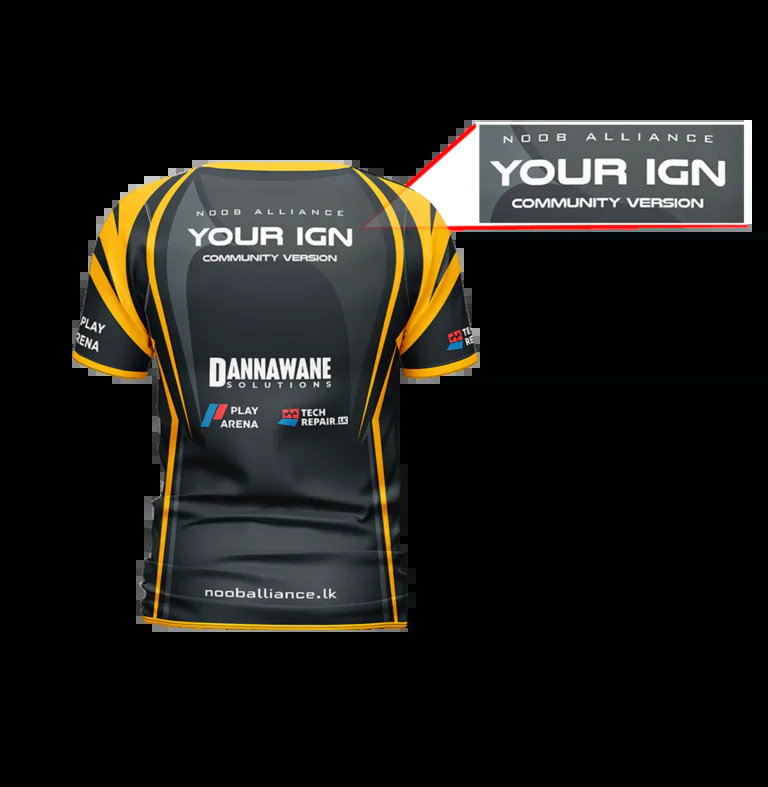 NOOB ALLIANCE
YOUR IGN
COMMUNITY VERSION
NOOB ALLIANCE
YOUR IGN
COMMUNITY VERSION
PLAY
ARENA
DANNAWANE
SOLUTIONS
PLAY
ARENA
TECH
REPAIR.LK
nooballiance.lk